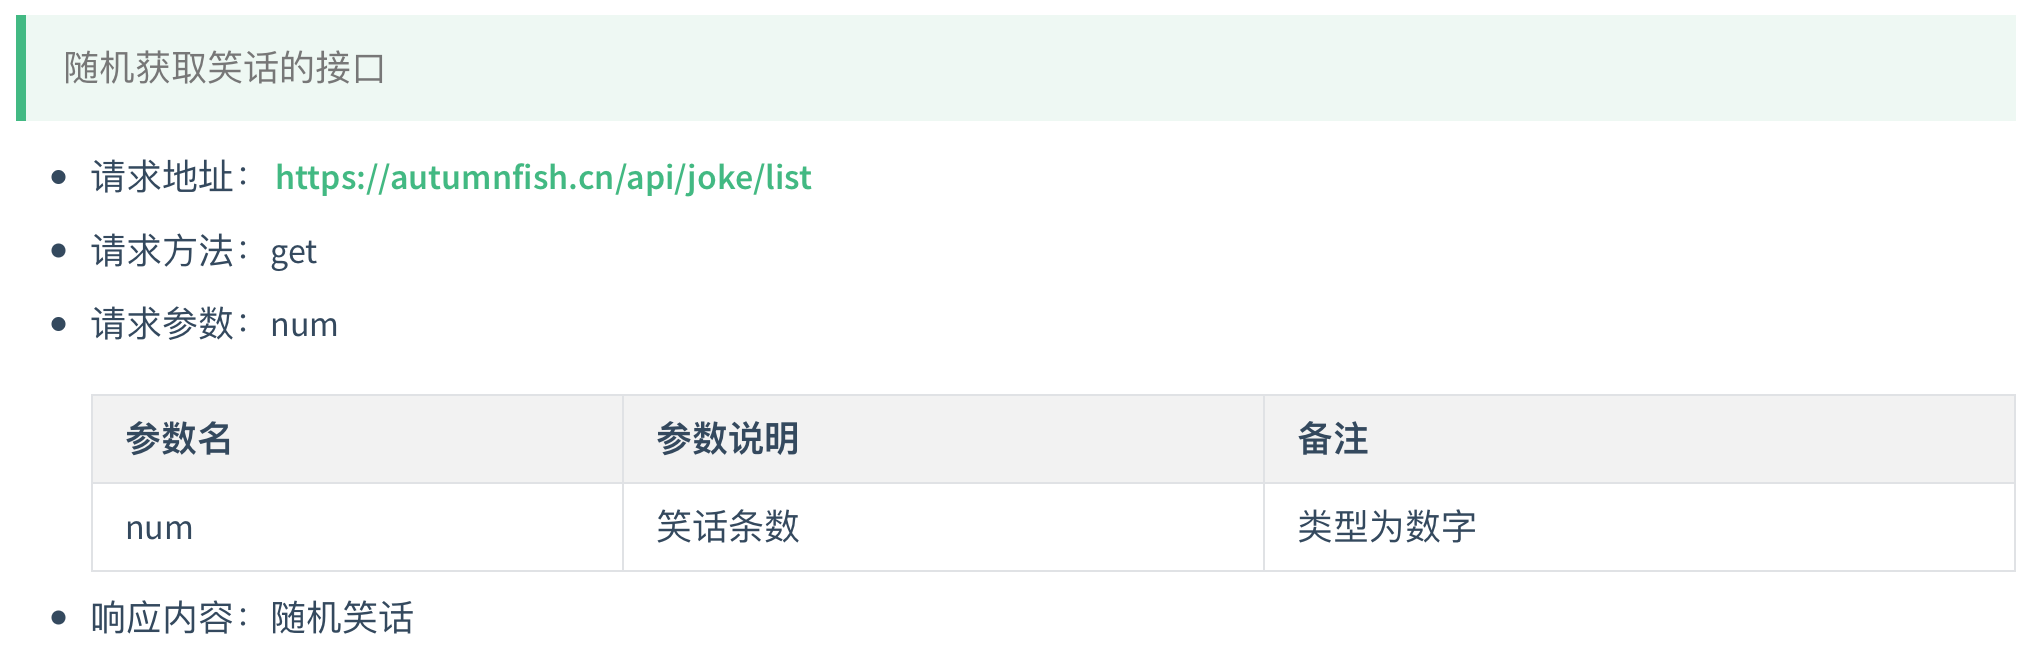 随机获取笑话的接口
请求地址：https://autumnfish.cn/api/joke/list
请求方法：get
请求参数：num
参数名 参数说明 备注
num 笑话条数 类型为数字
响应内容：随机笑话